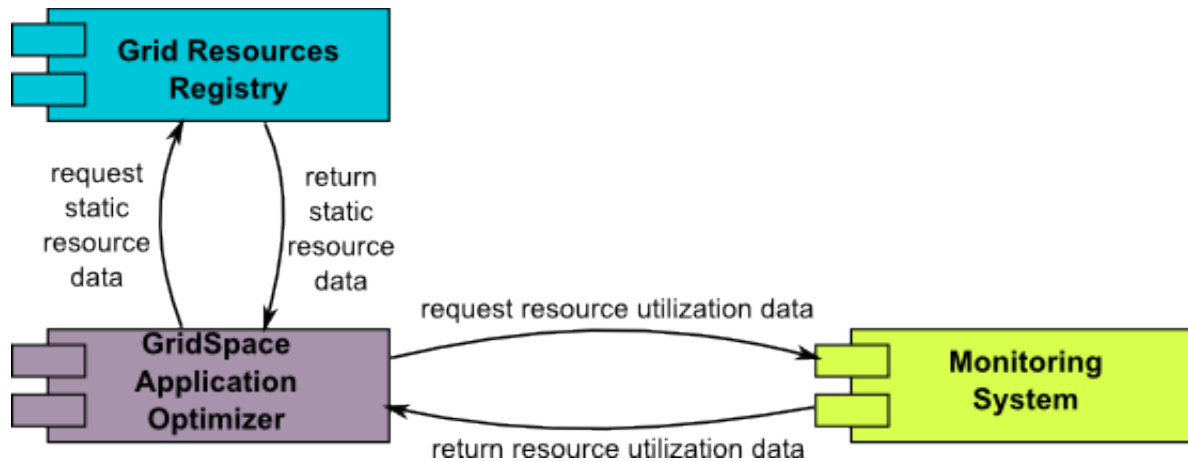 Grid Resources
Registry
request
static
resource
data
return
static
resource
data
request resource utilization data
GridSpace
Application
Optimizer
Monitoring
System
return resource utilization data